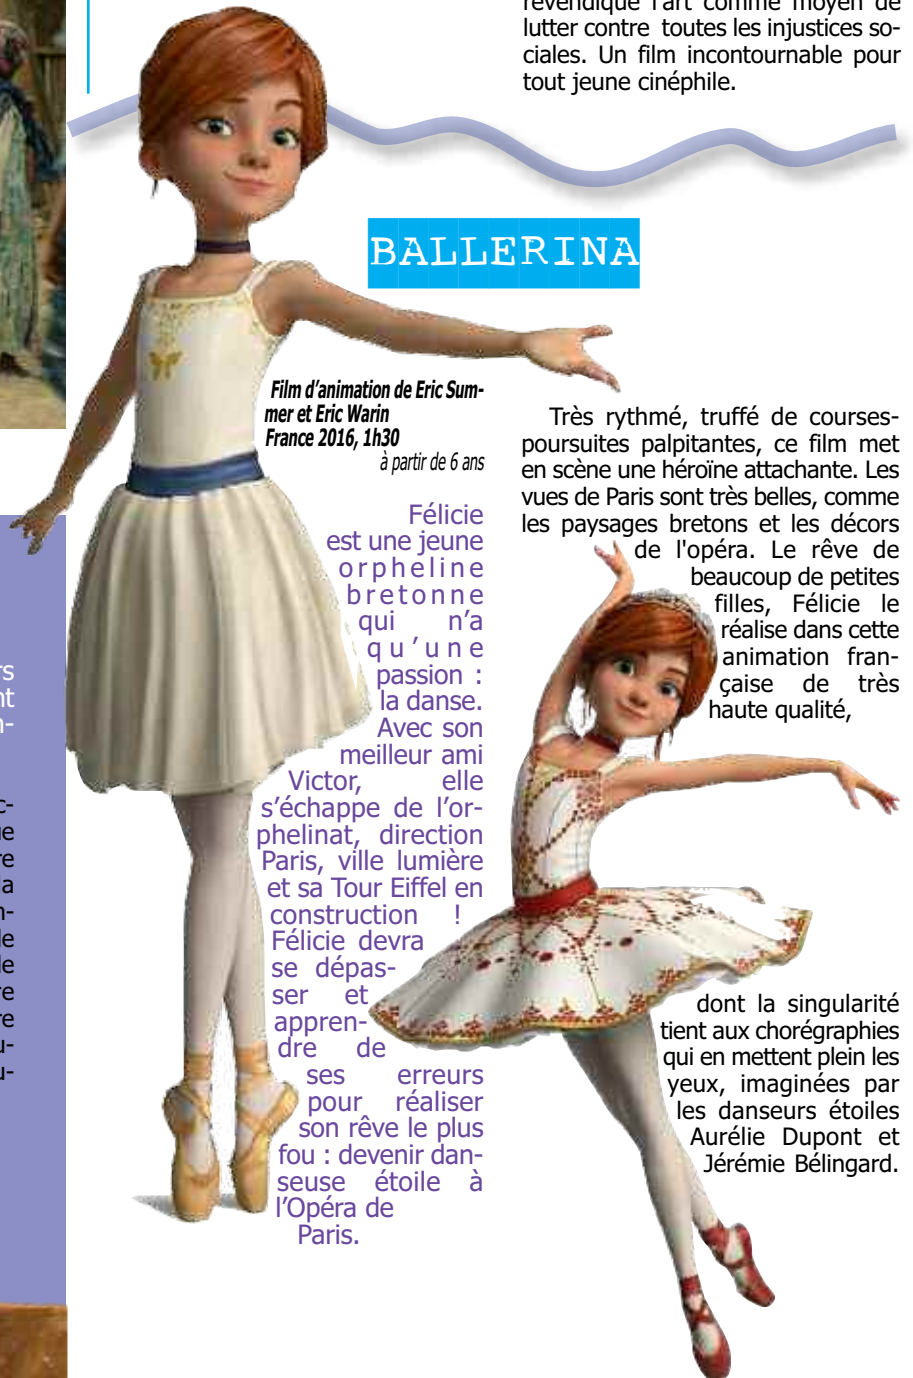 revendique l'art comme moyen de
lutter contre toutes les injustices so-
ciales. Un film incontournable pour
tout jeune cinéphile.
BALLERINA
Film d'animation de Eric Sum-
mer et Eric Warin
France 2016, 1h30
à partir de 6 ans
Félicie
est une jeune
orpheline
bretonne
qui n'a
qu'une
passion :
la danse.
Avec son
meilleur ami
Victor, elle
s'échappe de l'or-
phelinat, direction
Paris, ville lumière
et sa Tour Eiffel en
construction !
Félicie devra
se dépas-
ser et
appren-
dre de
ses erreurs
pour réaliser
son rêve le plus
fou : devenir dan-
seuse étoile à
l'Opéra de
Paris.
Très rythmé, truffé de courses-
poursuites palpitantes, ce film met
en scène une héroïne attachante. Les
vues de Paris sont très belles, comme
les paysages bretons et les décors
de l'opéra. Le rêve de
beaucoup de petites
filles, Félicie le
réalise dans cette
animation fran-
çaise de très
haute qualité,
dont la singularité
tient aux chorégraphies
qui en mettent plein les
yeux, imaginées par
les danseurs étoiles
Aurélie Dupont et
Jérémie Bélingard.